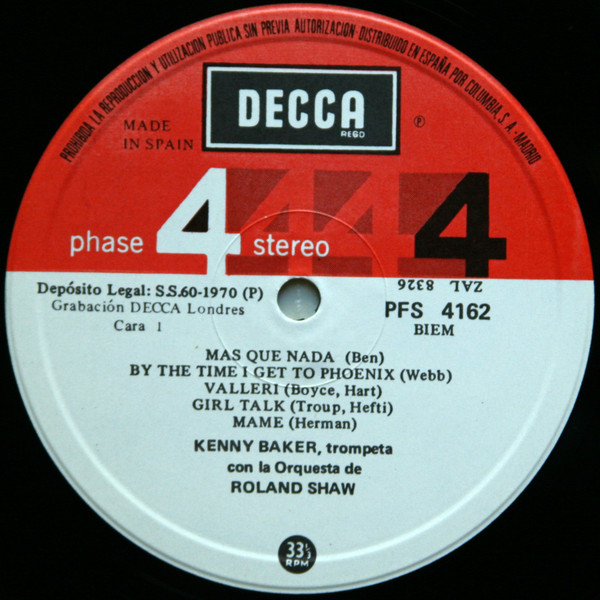 PROHIBIDA LA REPRODUCCION Y UTILIZACION PUBLICA SIN PREVIA AUTORIZACION·DISTRIBUIDO EN ESPAÑA POR COLUMBIA, S. A.-MADRID
DECCA
REGD
MADE
IN SPAIN
Ⓟ
phase 4 stereo 444
Depósito Legal: S.S.60-1970 (P)
ZAL 8326
Grabación DECCA Londres
PFS 4162
Cara 1
BIEM
MAS QUE NADA (Ben)
BY THE TIME I GET TO PHOENIX (Webb)
VALLERI (Boyce, Hart)
GIRL TALK (Troup, Hefti)
MAME (Herman)
KENNY BAKER, trompeta
con la Orquesta de
ROLAND SHAW
33⅓
RPM